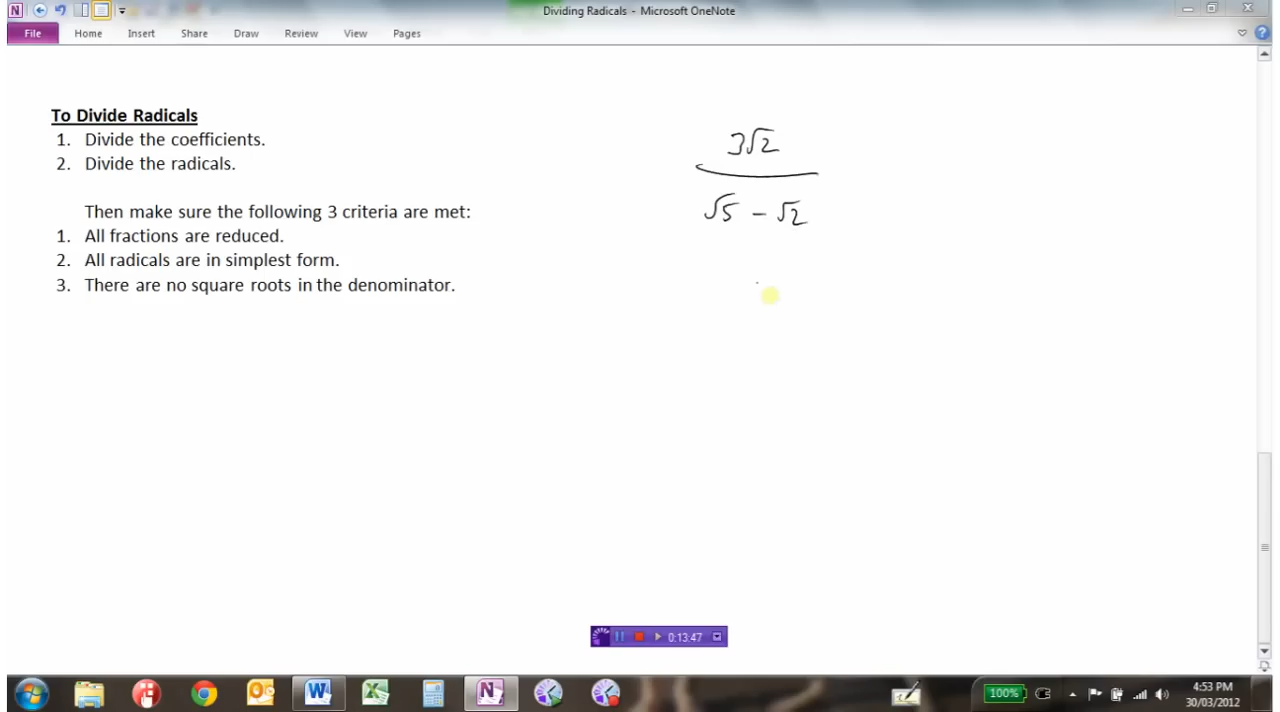 Dividing Radicals - Microsoft OneNote
File Home Insert Share Draw Review View Pages
To Divide Radicals
1. Divide the coefficients.
2. Divide the radicals.
Then make sure the following 3 criteria are met:
1. All fractions are reduced.
2. All radicals are in simplest form.
3. There are no square roots in the denominator.
3√2
√5 - √2
0:13:47
100%
4:53 PM
30/03/2012